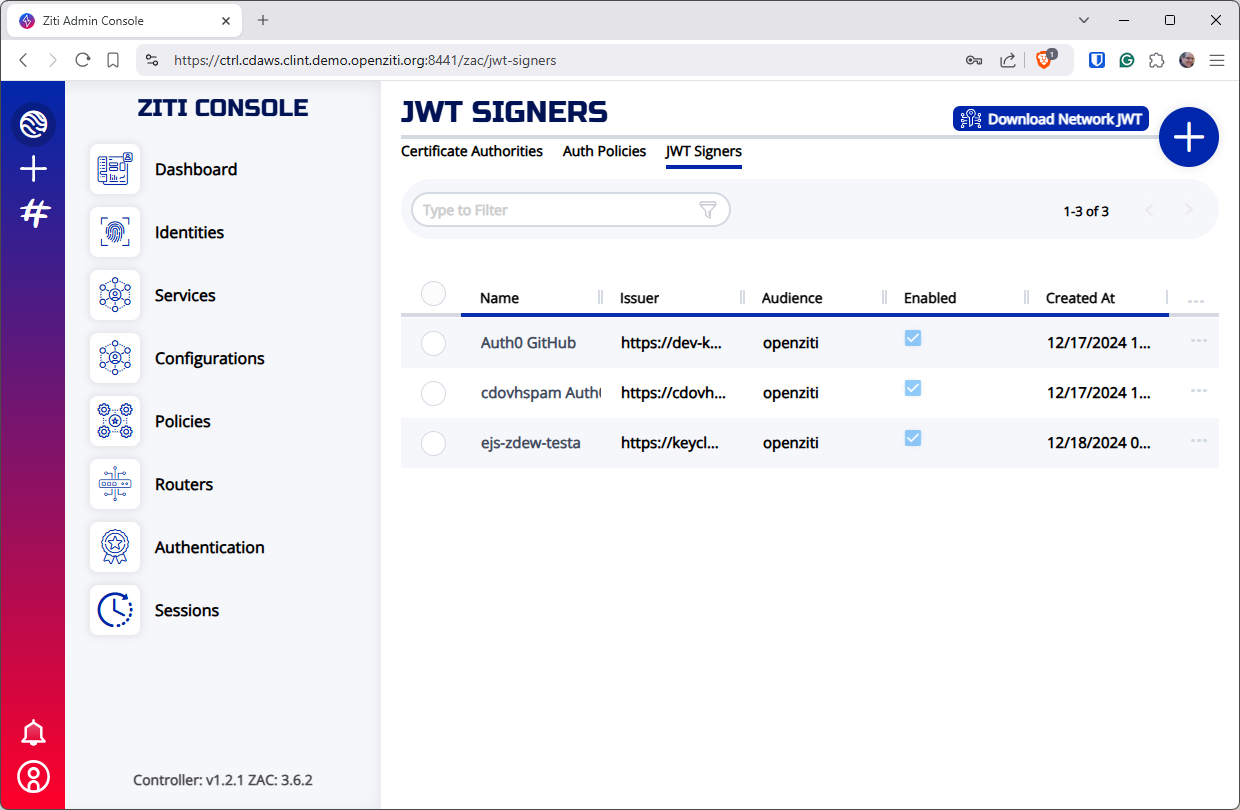 Ziti Admin Console
https://ctrl.cdaws.clint.demo.openziti.org:8441/zac/jwt-signers
1
ZITI CONSOLE
Dashboard
Identities
Services
Configurations
Policies
Routers
Authentication
Sessions
Controller: v1.2.1 ZAC: 3.6.2
JWT SIGNERS
Download Network JWT
Certificate Authorities Auth Policies JWT Signers
Type to Filter
1-3 of 3
Name Issuer Audience Enabled Created At ...
Auth0 GitHub https://dev-k... openziti 12/17/2024 1... ...
cdovhspam Auth https://cdovh... openziti 12/17/2024 1... ...
ejs-zdew-testa https://keycl... openziti 12/18/2024 0... ...